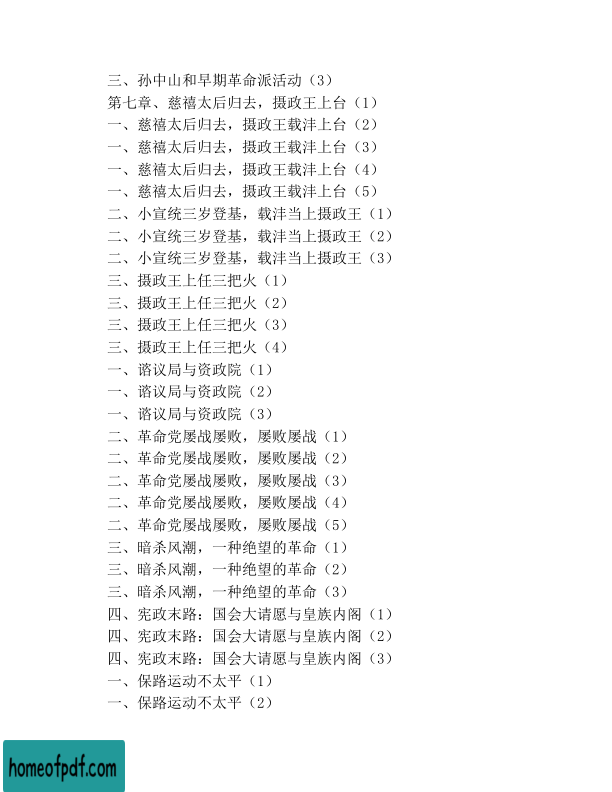 三、孙中山和早期革命派活动（3）
第七章、慈禧太后归去，摄政王上台（1）
一、慈禧太后归去，摄政王载沣上台（2）
一、慈禧太后归去，摄政王载沣上台（3）
一、慈禧太后归去，摄政王载沣上台（4）
一、慈禧太后归去，摄政王载沣上台（5）
二、小宣统三岁登基，载沣当上摄政王（1）
二、小宣统三岁登基，载沣当上摄政王（2）
二、小宣统三岁登基，载沣当上摄政王（3）
三、摄政王上任三把火（1）
三、摄政王上任三把火（2）
三、摄政王上任三把火（3）
三、摄政王上任三把火（4）
一、谘议局与资政院（1）
一、谘议局与资政院（2）
一、谘议局与资政院（3）
二、革命党屡战屡败，屡败屡战（1）
二、革命党屡战屡败，屡败屡战（2）
二、革命党屡战屡败，屡败屡战（3）
二、革命党屡战屡败，屡败屡战（4）
二、革命党屡战屡败，屡败屡战（5）
三、暗杀风潮，一种绝望的革命（1）
三、暗杀风潮，一种绝望的革命（2）
三、暗杀风潮，一种绝望的革命（3）
四、宪政末路：国会大请愿与皇族内阁（1）
四、宪政末路：国会大请愿与皇族内阁（2）
四、宪政末路：国会大请愿与皇族内阁（3）
一、保路运动不太平（1）
一、保路运动不太平（2）
homeofpdf.com